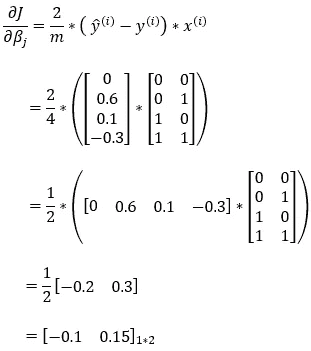 ∂J/∂βⱼ = 2/m * ( ŷ⁽ⁱ⁾ − y⁽ⁱ⁾) * x⁽ⁱ⁾
= 2/4 * ([0; 0.6; 0.1; −0.3] * [0 0; 0 1; 1 0; 1 1])
= 1/2 * ([0 0.6 0.1 −0.3] * [0 0; 0 1; 1 0; 1 1])
= 1/2 [−0.2 0.3]
= [−0.1 0.15]₁*₂